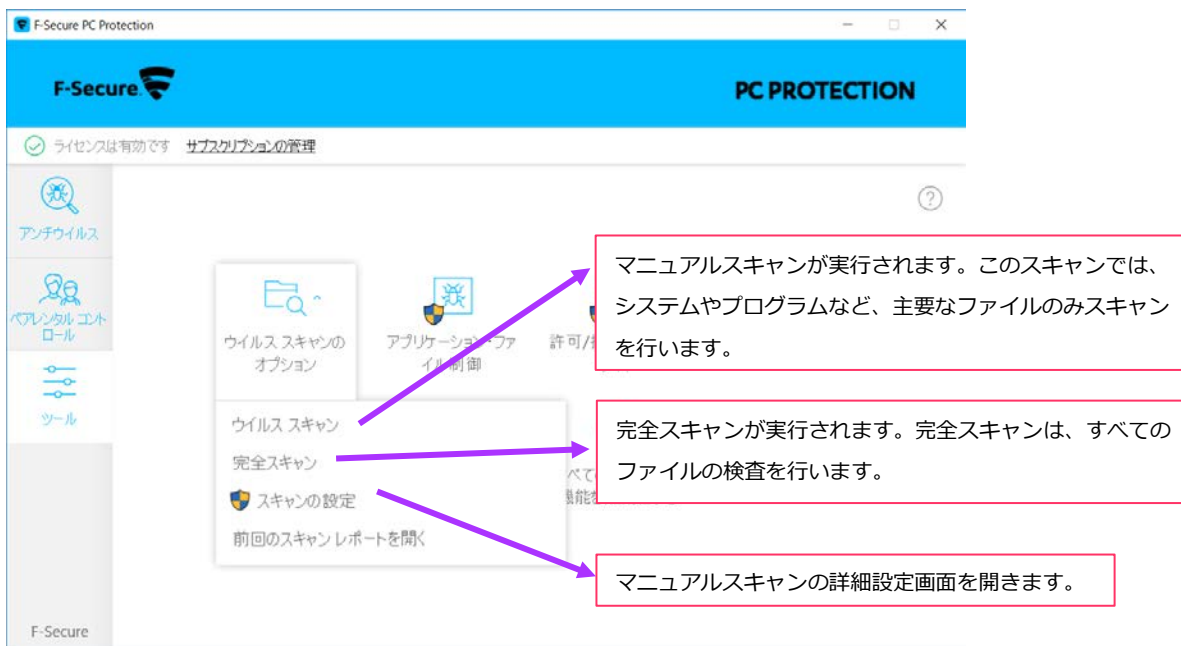 F-Secure PC Protection
F-Secure
PC PROTECTION
ライセンスは有効です サブスクリプションの管理
アンチウイルス
ペアレンタル コント
ロール
ツール
F-Secure
ウイルス スキャンの
オプション
アプリケーション・ファ
イル制御
許可/
ウイルス スキャン
完全スキャン
スキャンの設定
前回のスキャン レポートを開く
マニュアルスキャンが実行されます。このスキャンでは、
システムやプログラムなど、主要なファイルのみスキャン
を行います。
完全スキャンが実行されます。完全スキャンは、すべての
ファイルの検査を行います。
マニュアルスキャンの詳細設定画面を開きます。